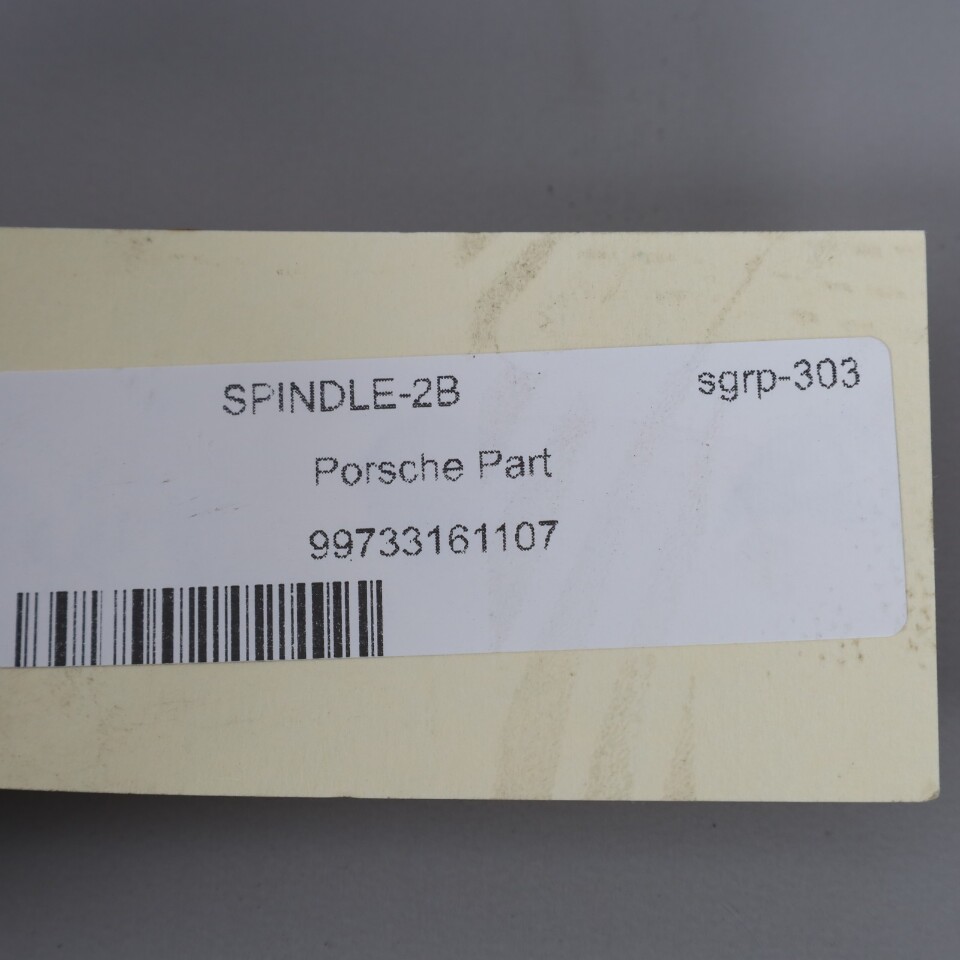 SPINDLE-2B sgrp-303
Porsche Part
99733161107